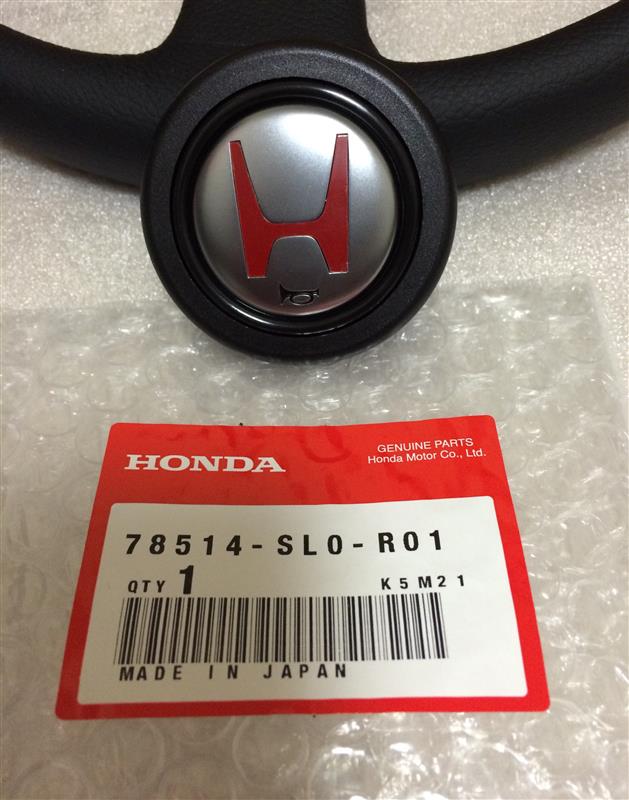 HONDA
GENUINE PARTS
Honda Motor Co., Ltd.
78514-SL0-R01
QTY 1 K5M21
MADE IN JAPAN